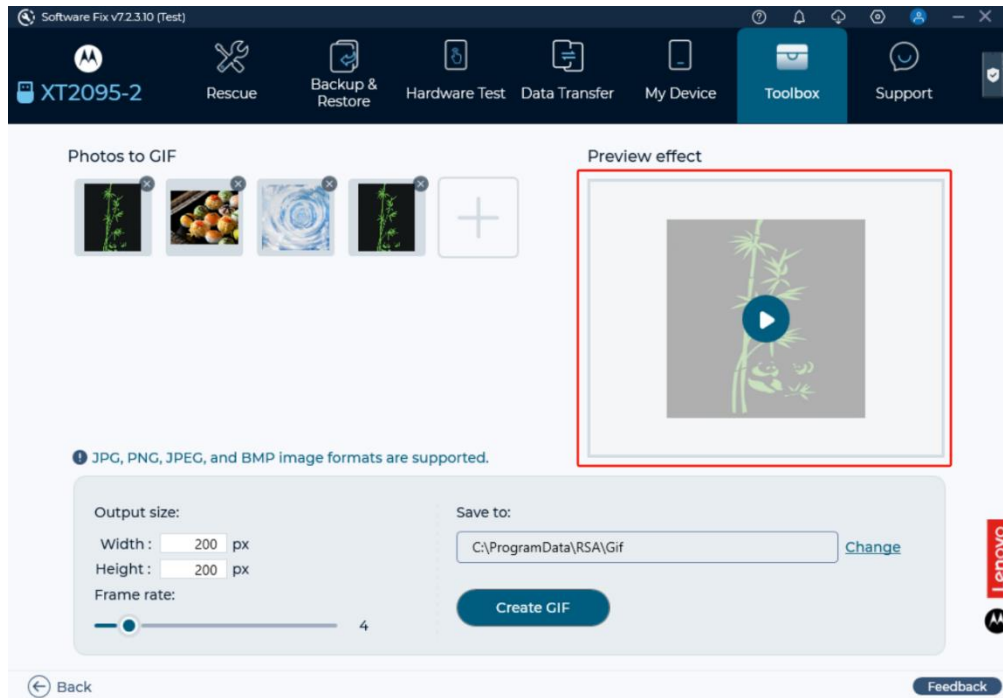 Software Fix v7.2.3.10 (Test)
XT2095-2
Rescue
Backup &
Restore
Hardware Test
Data Transfer
My Device
Toolbox
Support
Photos to GIF
Preview effect
JPG, PNG, JPEG, and BMP image formats are supported.
Output size:
Width : 200 px
Height : 200 px
Frame rate:
4
Save to:
C:\ProgramData\RSA\Gif
Change
Create GIF
Lenovo
Back
Feedback